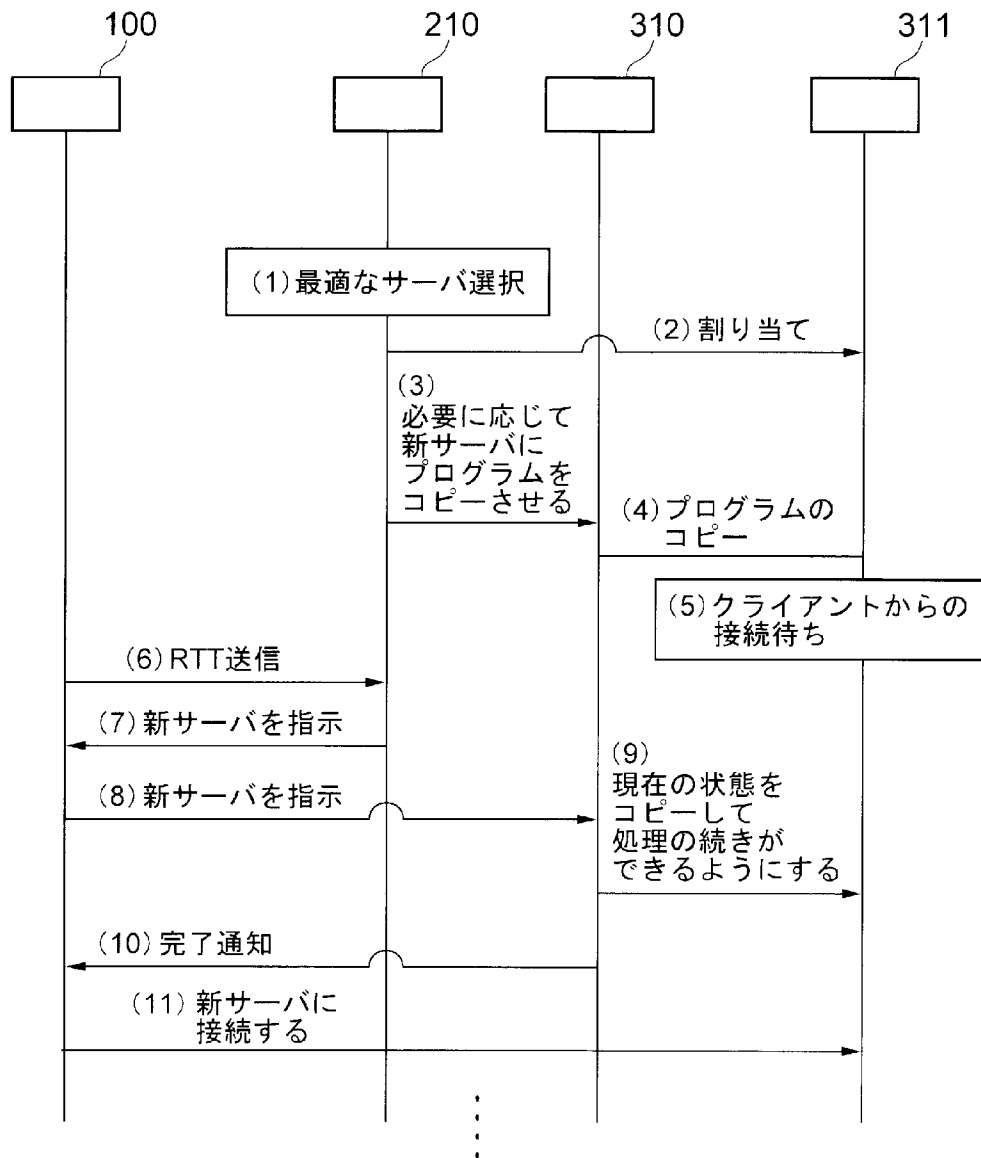 100
210
310
311
(1)最適なサーバ選択
(2)割り当て
(3)
必要に応じて
新サーバに
プログラムを
コピーさせる
(4)プログラムの
コピー
(5)クライアントからの
接続待ち
(6)RTT送信
(7)新サーバを指示
(8)新サーバを指示
(9)
現在の状態を
コピーして
処理の続きが
できるようにする
(10)完了通知
(11)新サーバに
接続する